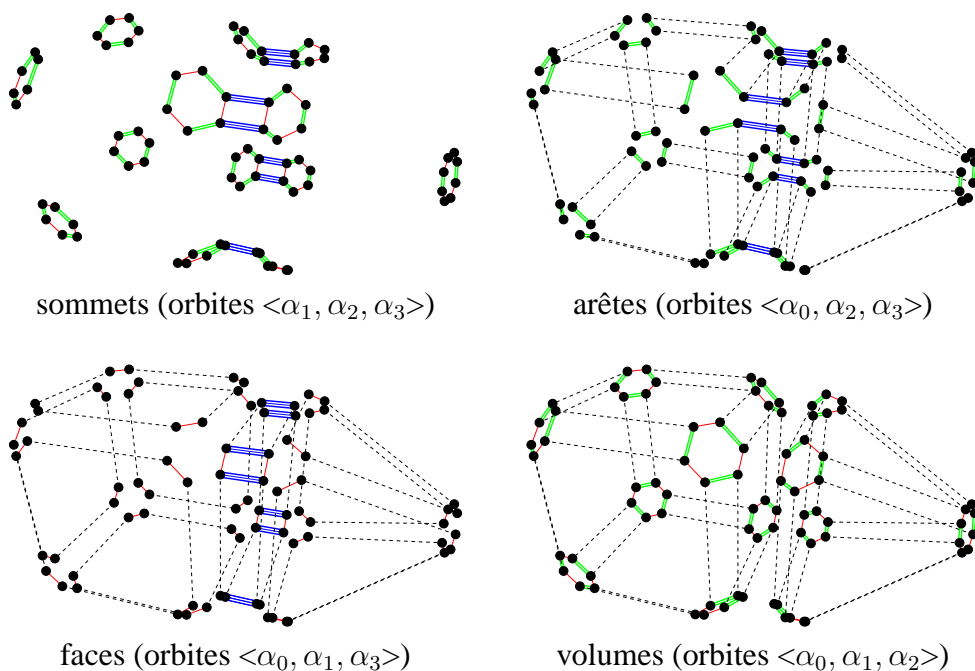 sommets (orbites <α₁, α₂, α₃>)
arêtes (orbites <α₀, α₂, α₃>)
faces (orbites <α₀, α₁, α₃>)
volumes (orbites <α₀, α₁, α₂>)